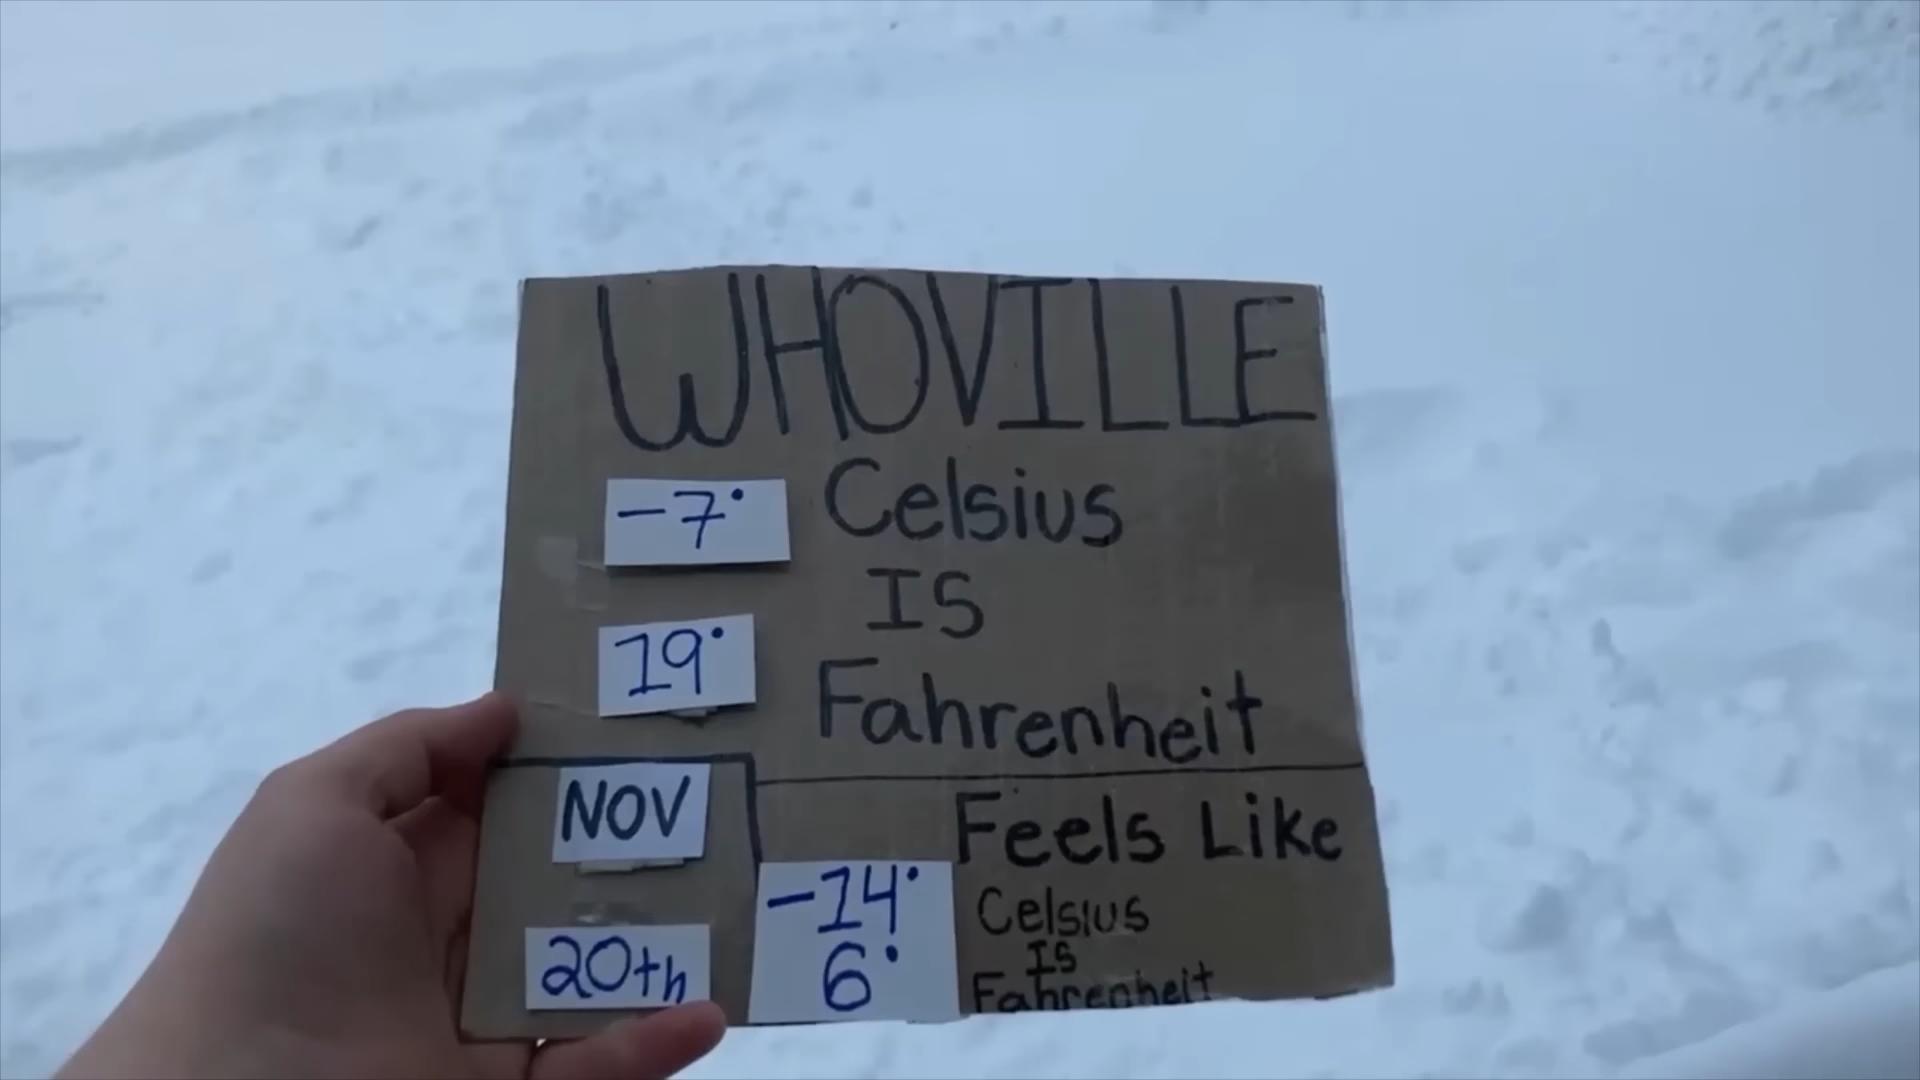 WHOVILLE
-7° Celsius
IS
19° Fahrenheit
NOV
20th
Feels Like
-14° Celsius
IS
6° Fahrenheit